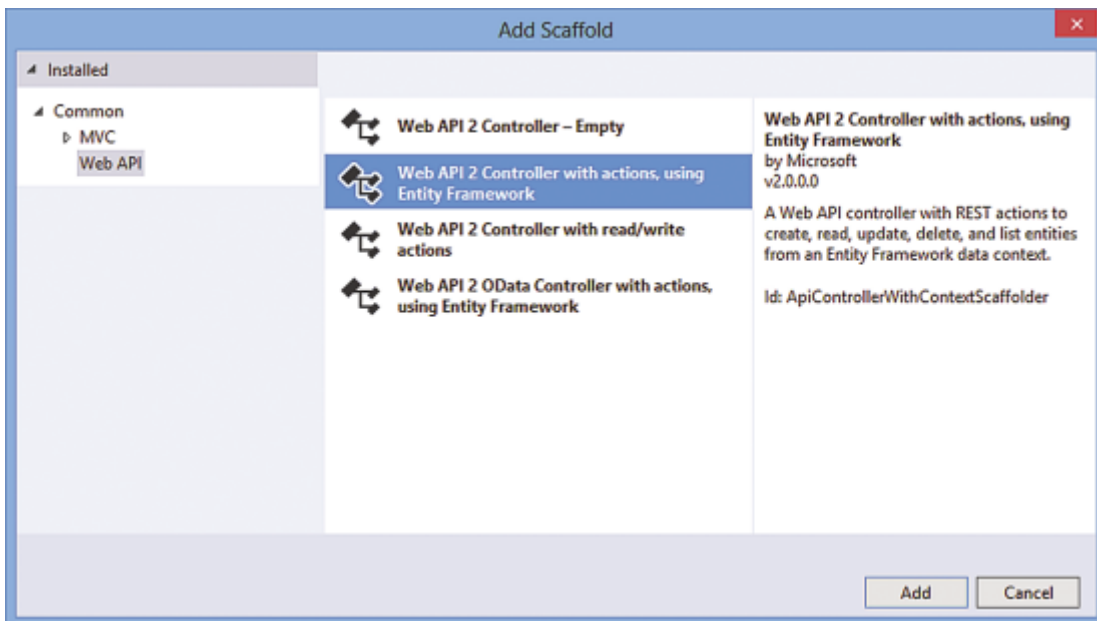 Add Scaffold
Installed
Common
MVC
Web API
Web API 2 Controller – Empty
Web API 2 Controller with actions, using
Entity Framework
Web API 2 Controller with read/write
actions
Web API 2 OData Controller with actions,
using Entity Framework
Web API 2 Controller with actions, using
Entity Framework
by Microsoft
v2.0.0.0
A Web API controller with REST actions to
create, read, update, delete, and list entities
from an Entity Framework data context.
Id: ApiControllerWithContextScaffolder
Add
Cancel